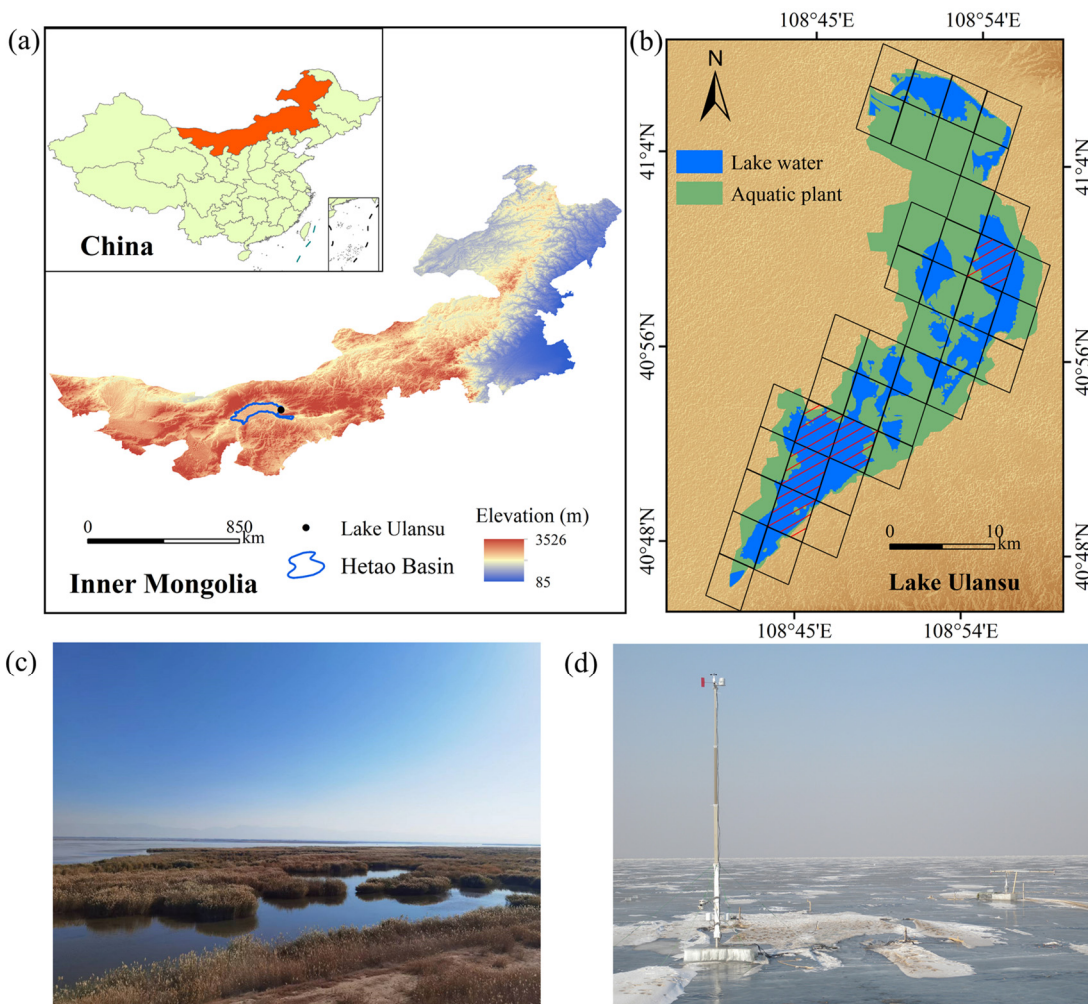 (a)
China
0
850
km
Inner Mongolia
Lake Ulansu
Hetao Basin
Elevation (m)
3526
85
(b)
108°45'E
108°54'E
N
Lake water
Aquatic plant
41°4'N
41°4'N
40°56'N
40°56'N
40°48'N
40°48'N
0
10
km
Lake Ulansu
108°45'E
108°54'E
(c)
(d)